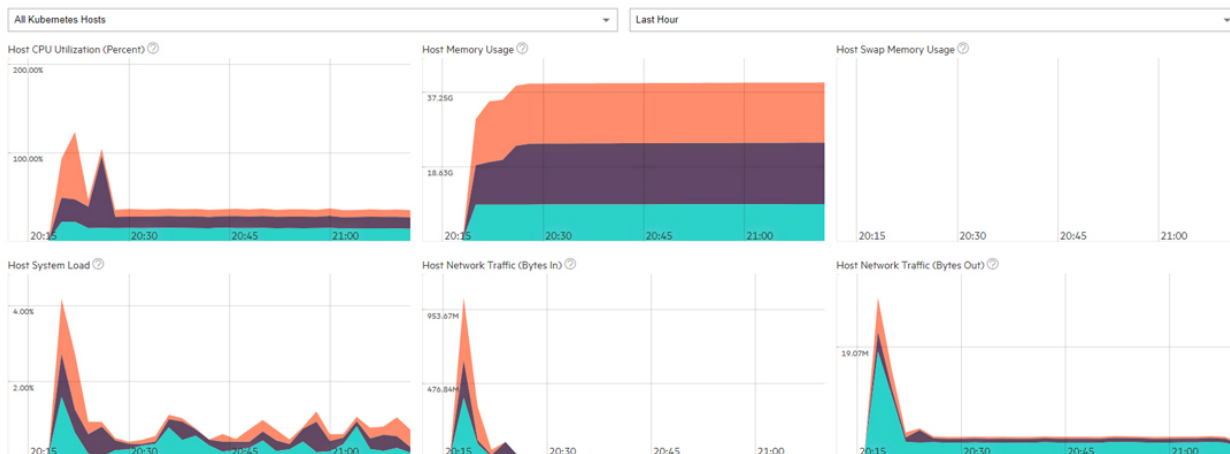 All Kubernetes Hosts
Last Hour
Host CPU Utilization (Percent)
Host Memory Usage
Host Swap Memory Usage
200.00%
100.00%
20:15 20:30 20:45 21:00
37.25G
18.63G
20:15 20:30 20:45 21:00
20:15 20:30 20:45 21:00
Host System Load
Host Network Traffic (Bytes In)
Host Network Traffic (Bytes Out)
4.00%
2.00%
20:15 20:30 20:45 21:00
953.67M
476.84M
20:15 20:30 20:45 21:00
19.07M
20:15 20:30 20:45 21:00